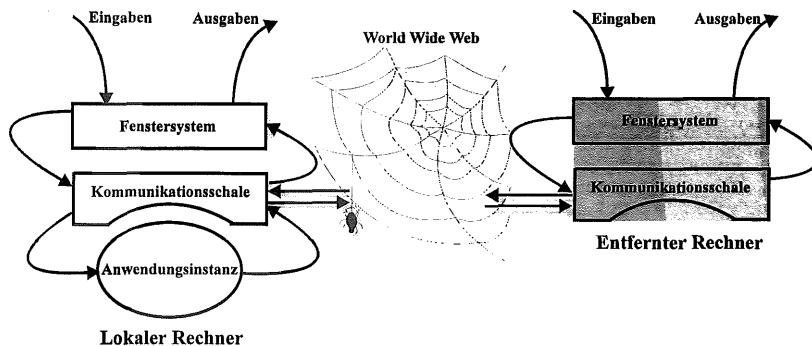 Eingaben
Ausgaben
Fenstersystem
Kommunikationsschale
Anwendungsinstanz
Lokaler Rechner
World Wide Web
Eingaben
Ausgaben
Fenstersystem
Kommunikationsschale
Entfernter Rechner